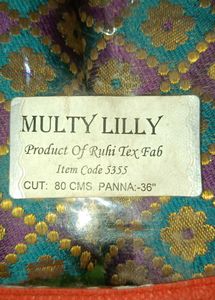 MULTY LILLY
Product Of Ruhi Tex Fab
Item Code 5355
CUT: 80 CMS. PANNA:-36"